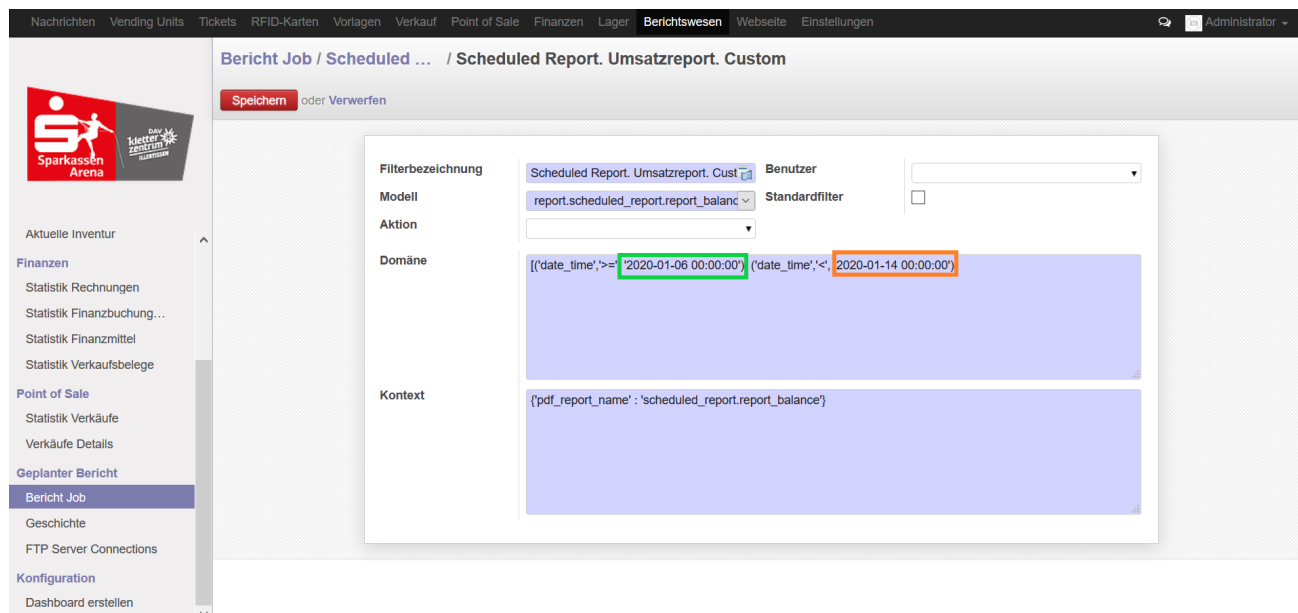 Nachrichten Vending Units Tickets RFID-Karten Vorlagen Verkauf Point of Sale Finanzen Lager Berichtswesen Webseite Einstellungen Administrator
Bericht Job / Scheduled ... / Scheduled Report. Umsatzreport. Custom
Speichern oder Verwerfen
DAV
kletter
zentrum
ILLERTISSEN
Sparkassen
Arena
Aktuelle Inventur
Finanzen
Statistik Rechnungen
Statistik Finanzbuchung...
Statistik Finanzmittel
Statistik Verkaufsbelege
Point of Sale
Statistik Verkäufe
Verkäufe Details
Geplanter Bericht
Bericht Job
Geschichte
FTP Server Connections
Konfiguration
Dashboard erstellen
Filterbezeichnung Scheduled Report. Umsatzreport. Cust Benutzer
Modell report.scheduled_report.report_balanc Standardfilter
Aktion
Domäne [('date_time','>=' '2020-01-06 00:00:00') ('date_time','<', 2020-01-14 00:00:00')
Kontext {'pdf_report_name' : 'scheduled_report.report_balance'}